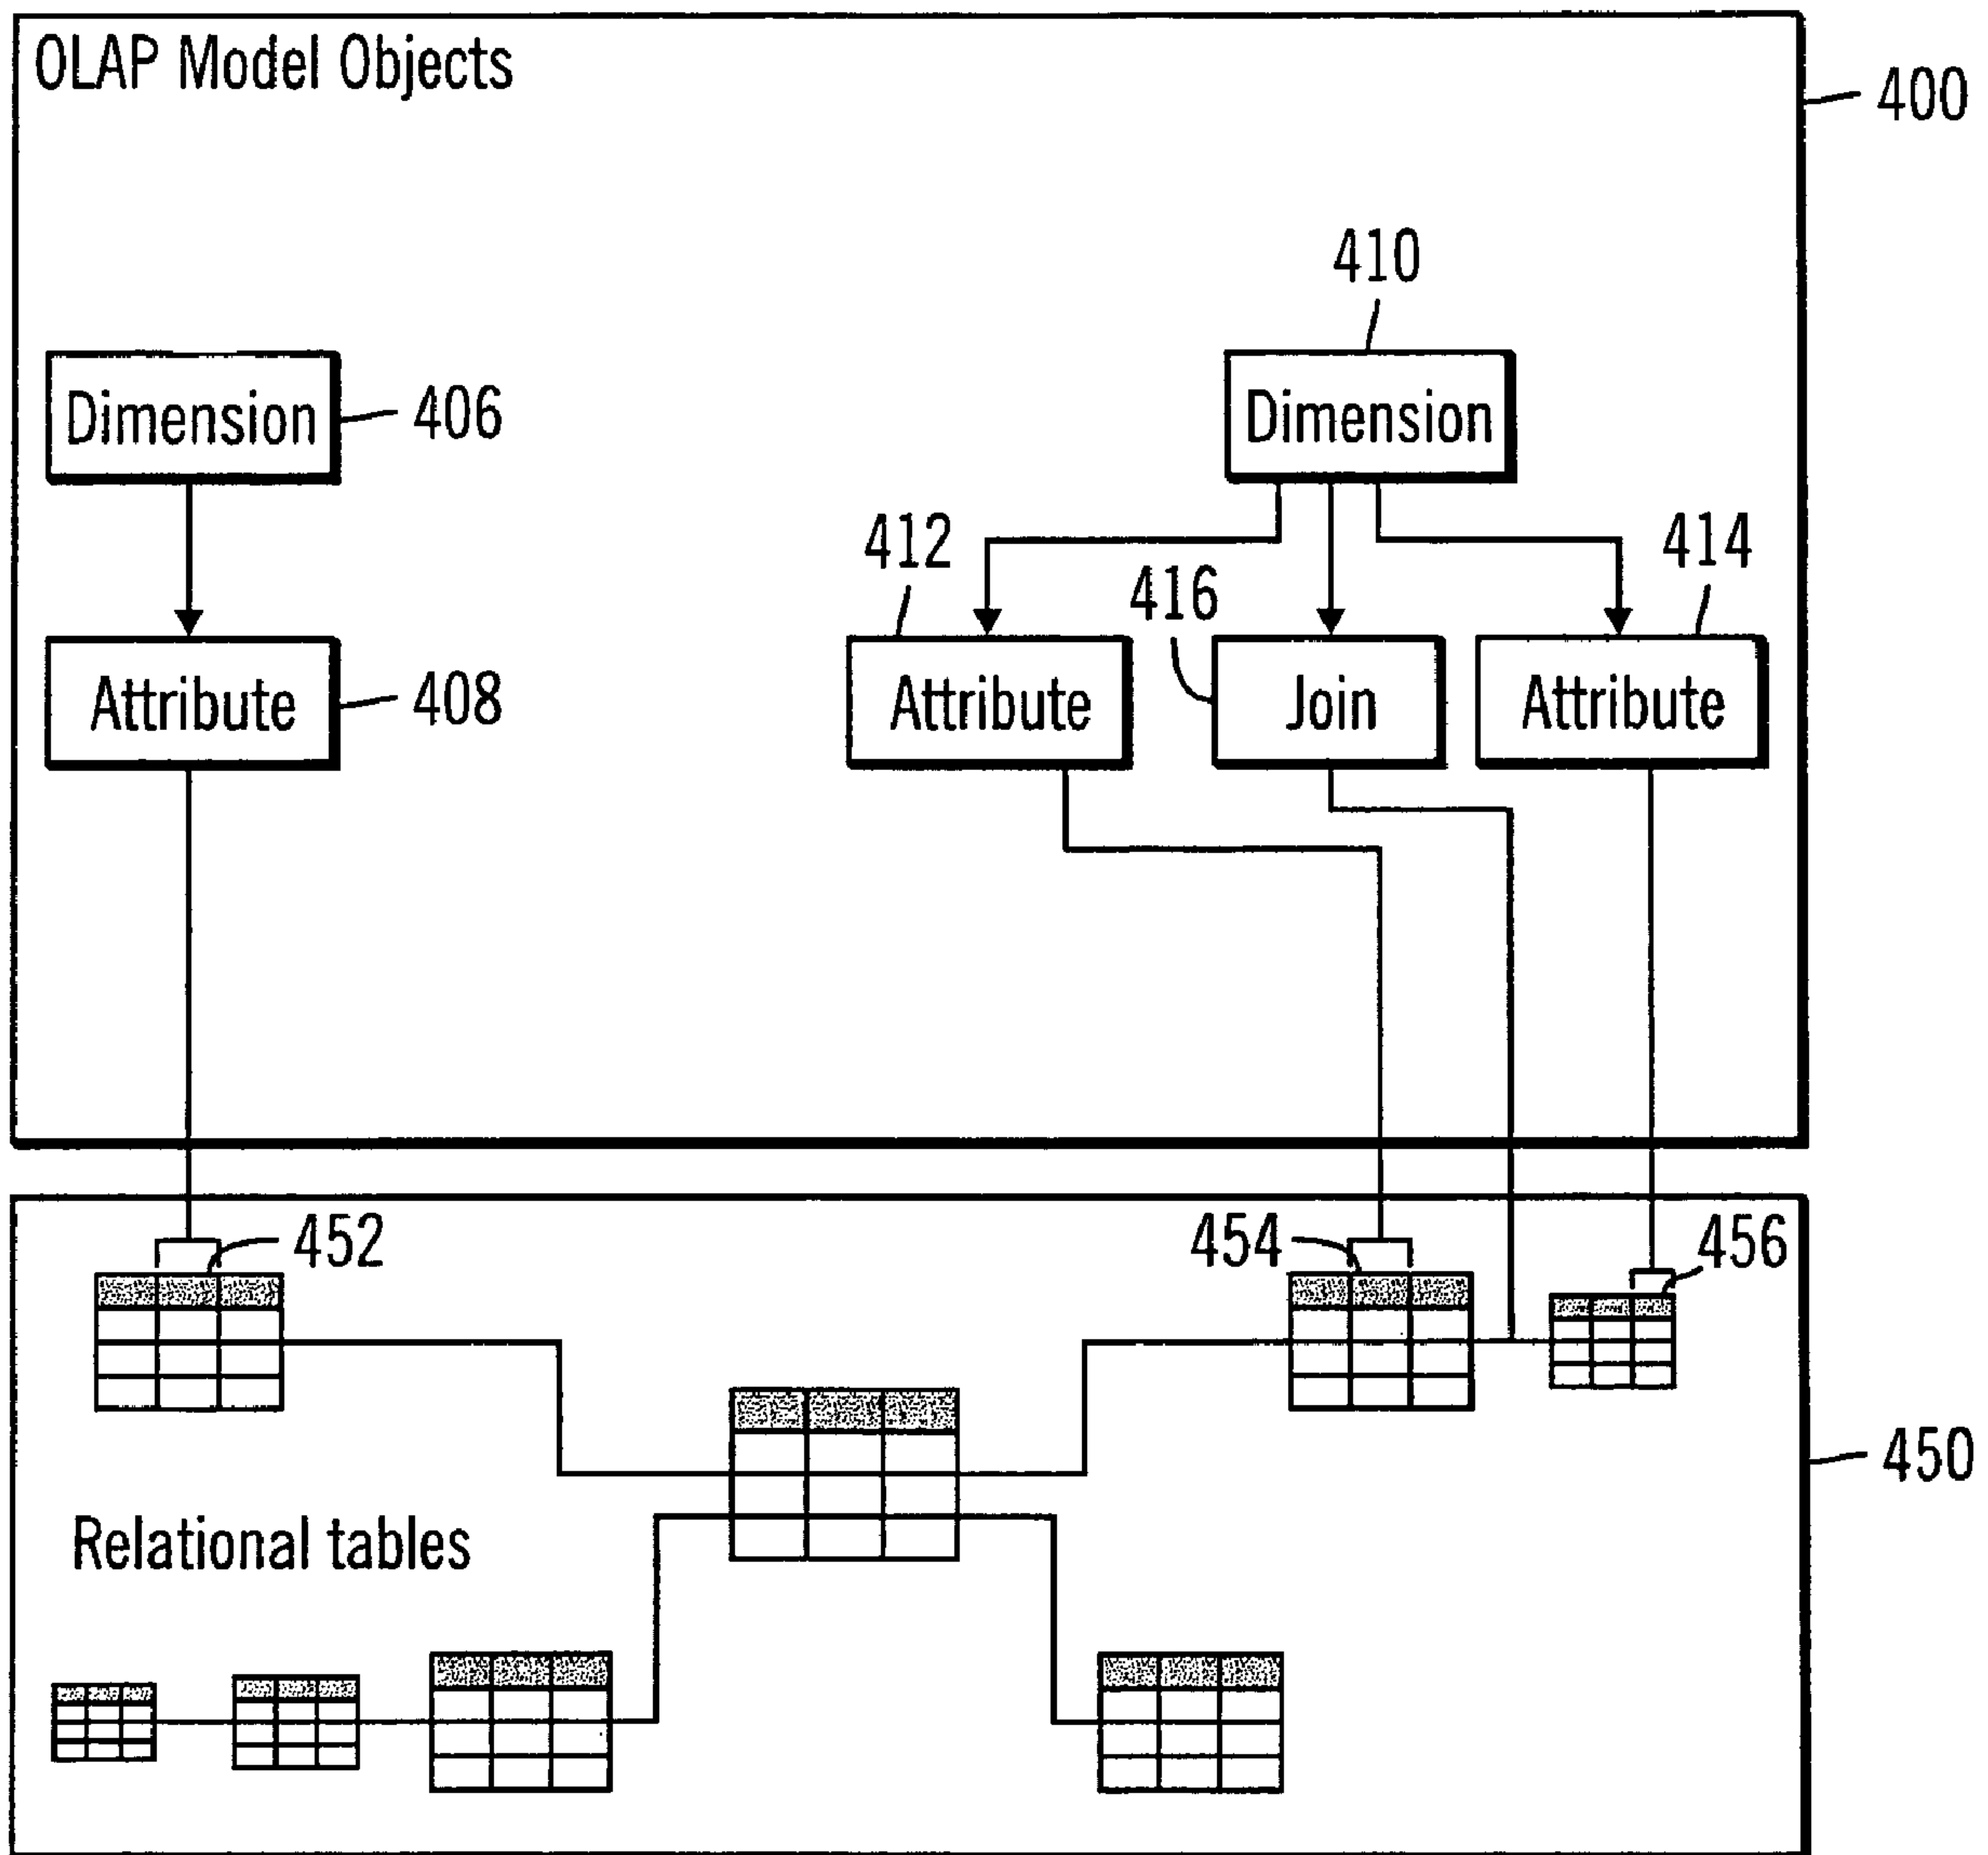 OLAP Model Objects
400
410
Dimension
406
Dimension
412
414
416
Attribute
408
Attribute
Join
Attribute
452
454
456
450
Relational tables